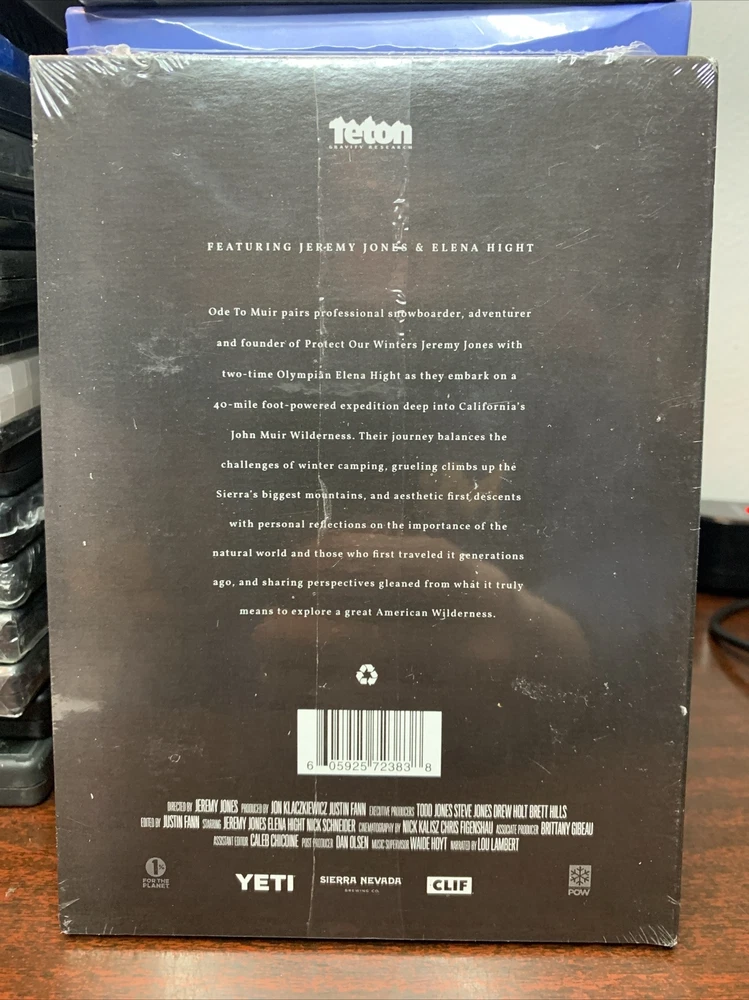 teton
GRAVITY RESEARCH
FEATURING JEREMY JONES & ELENA HIGHT
Ode To Muir pairs professional snowboarder, adventurer
and founder of Protect Our Winters Jeremy Jones with
two-time Olympian Elena Hight as they embark on a
40-mile foot-powered expedition deep into California's
John Muir Wilderness. Their journey balances the
challenges of winter camping, grueling climbs up the
Sierra's biggest mountains, and aesthetic first descents
with personal reflections on the importance of the
natural world and those who first traveled it generations
ago, and sharing perspectives gleaned from what it truly
means to explore a great American Wilderness.
6 05925 72383 8
DIRECTED BY JEREMY JONES PRODUCED BY JON KLACZKIEWICZ JUSTIN FANN EXECUTIVE PRODUCERS TODD JONES STEVE JONES DREW HOLT BRETT HILLS
EDITED BY JUSTIN FANN STARRING JEREMY JONES ELENA HIGHT NICK SCHNEIDER CINEMATOGRAPHY BY NICK KALISZ CHRIS FIGENSHAU ASSOCIATE PRODUCER BRITTANY GIBEAU
ASSISTANT EDITOR CALEB CHICOINE POST PRODUCER DAN OLSEN MUSIC SUPERVISOR WADE HOYT NARRATED BY LOU LAMBERT
1%
FOR THE
PLANET
YETI
SIERRA NEVADA
BREWING CO.
CLIF
POW